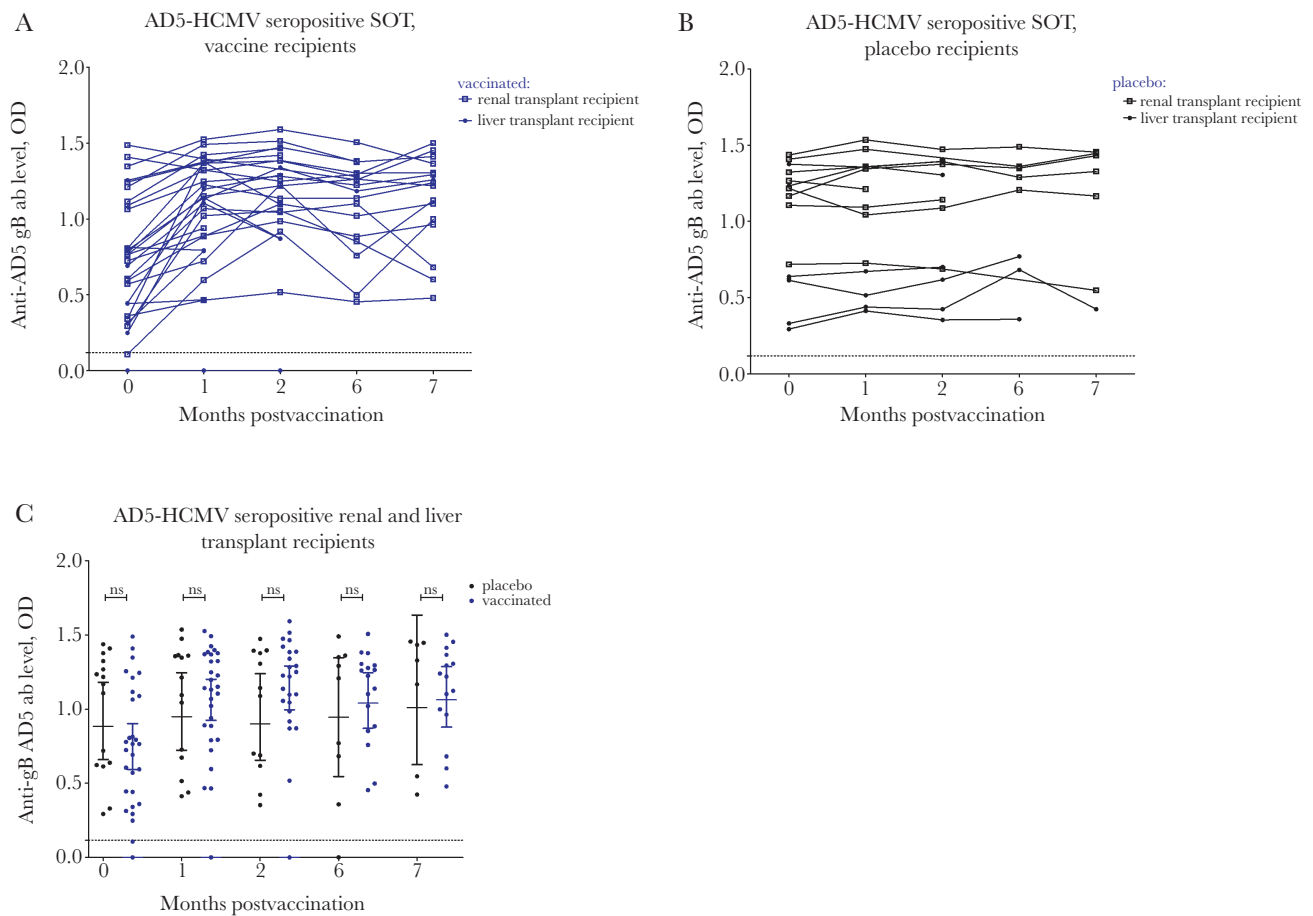 A
AD5-HCMV seropositive SOT,
vaccine recipients
2.0
1.5
1.0
0.5
0.0
Anti-AD5 gB ab level, OD
vaccinated:
renal transplant recipient
liver transplant recipient
0 1 2 6 7
Months postvaccination
B
AD5-HCMV seropositive SOT,
placebo recipients
2.0
1.5
1.0
0.5
0.0
Anti-AD5 gB ab level, OD
placebo:
renal transplant recipient
liver transplant recipient
0 1 2 6 7
Months postvaccination
C
AD5-HCMV seropositive renal and liver
transplant recipients
2.0
1.5
1.0
0.5
0.0
Anti-gB AD5 ab level, OD
ns ns ns ns ns
placebo
vaccinated
0 1 2 6 7
Months postvaccination